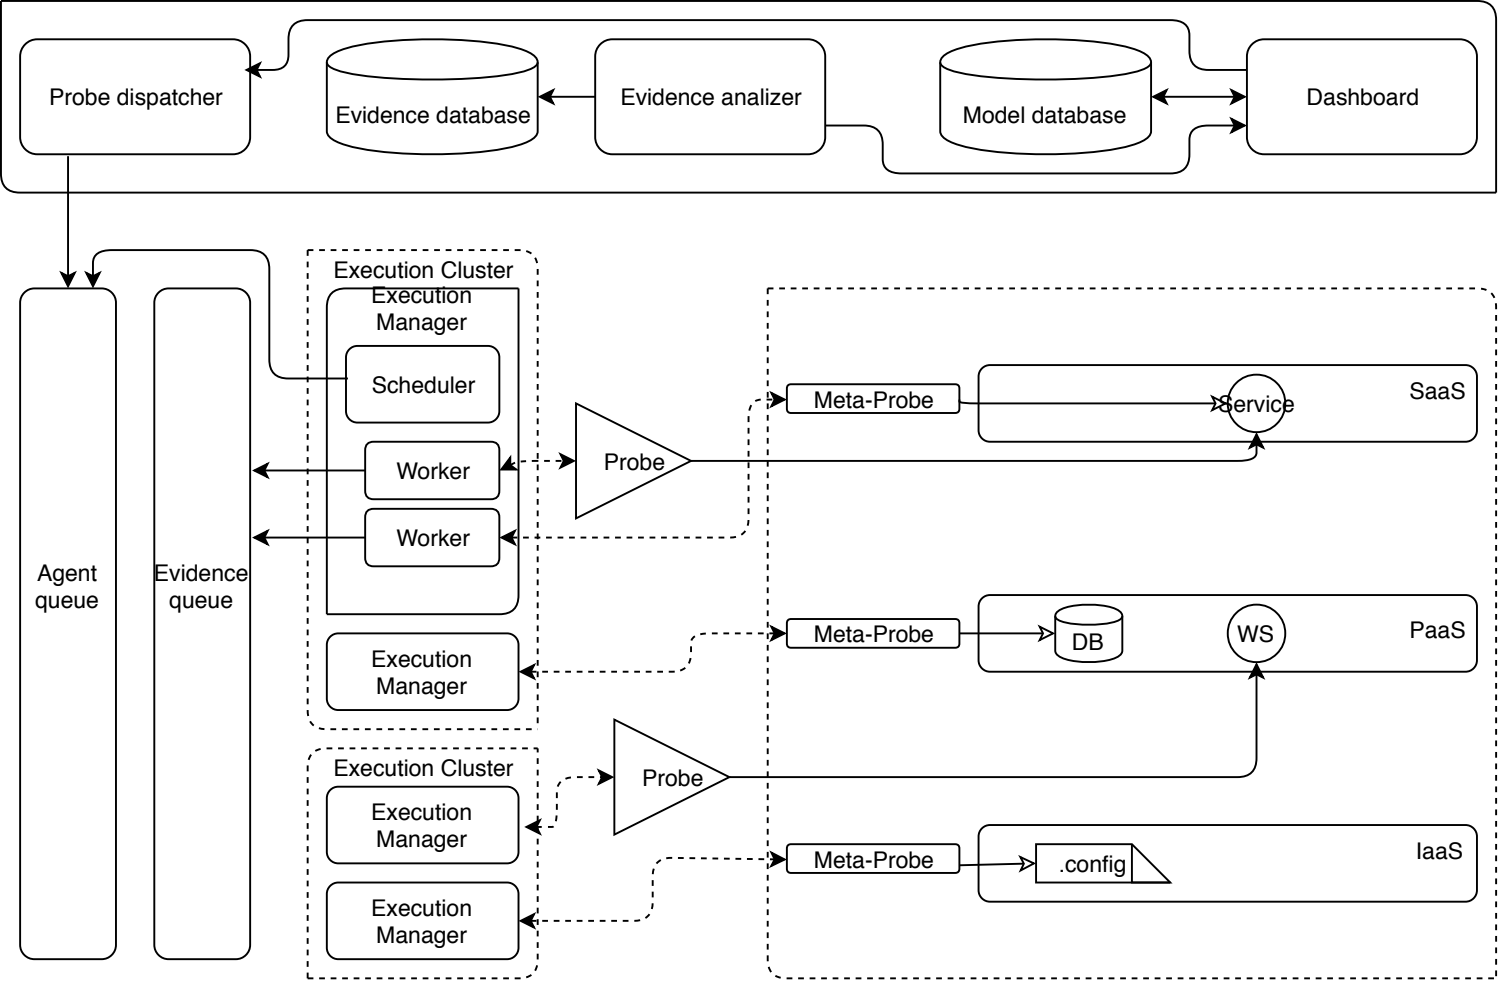 Probe dispatcher
Evidence database
Evidence analizer
Model database
Dashboard
Execution Cluster
Execution
Manager
Scheduler
Worker
Worker
Agent
queue
Evidence
queue
Execution
Manager
Execution Cluster
Execution
Manager
Execution
Manager
Probe
Probe
Meta-Probe
Service
SaaS
Meta-Probe
DB
WS
PaaS
Meta-Probe
.config
IaaS